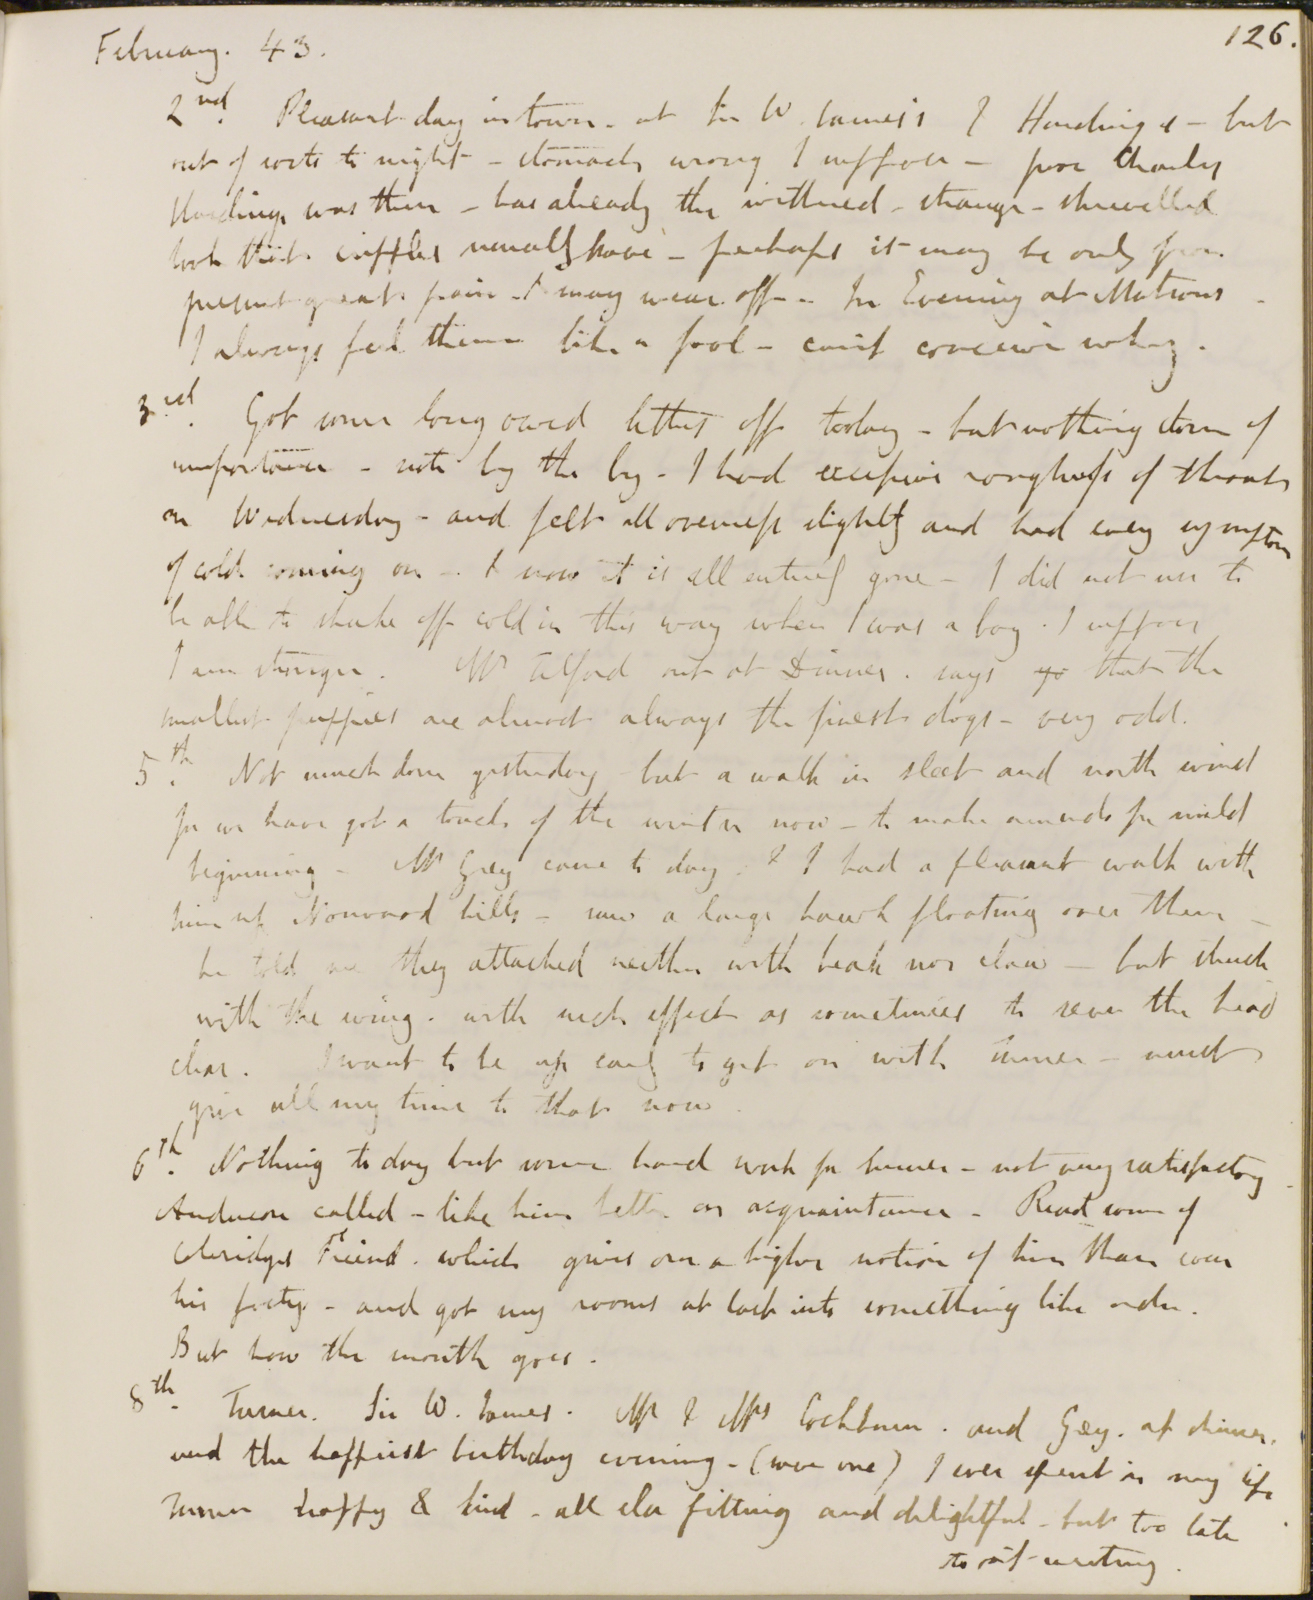 February. 43.
126.
2nd. Pleasant day in town - at Sir W. James's & Hardinge - but
out of sorts to night - stomach wrong I suppose - poor Charles
Hardinge was there - has already the withered - strange - shrivelled
look that cripples usually have - perhaps it may be only from
present great pain - & may wear off - In Evening at Matsons -
I always feel there like a fool - can't conceive why.
3rd. Got some long owed letters off today - but nothing done of
importance - note by the by - I had excessive roughness of throat
on Wednesday - and felt all overness slightly and had every symptom
of cold coming on - & now it is all entirely gone - I did not use to
be able to shake off cold in this way when I was a boy. I suppose
I am stronger. Mr Telford out at Dinner. says that the
smallest puppies are almost always the finest dogs - very odd.
5th. Not much done yesterday but a walk in sleet and north wind
for we have got a touch of the winter now - to make amends for mild
beginning - Mr Grey came to day. & I had a pleasant walk with
him up Norwood hills - saw a large hawk floating over them -
he told me they attacked neither with beak nor claw - but struck
with the wing. with such effect as sometimes to sever the head
clear. I want to be up early to get on with Turner - must
give all my time to that now.
6th. Nothing to day but some hard work for Turner - not very satisfactory -
Anderson called - like him better on acquaintance - Read some of
Coleridges Friend. which gives one a higher notion of him than even
his poetry - and got my rooms at last into something like order.
But how the month goes.
8th. Turner. Sir W. James. Mr & Mrs Cockburn. and Grey. at dinner.
and the happiest birthday evening - (save one) I ever spent in my life
Turner happy & kind - all else fitting and delightful - but too late
to sit writing.